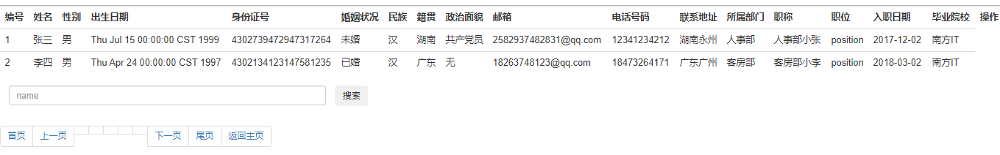 编号 姓名 性别 出生日期 身份证号 婚姻状况 民族 籍贯 政治面貌 邮箱 电话号码 联系地址 所属部门 职称 职位 入职日期 毕业院校 操作
1 张三 男 Thu Jul 15 00:00:00 CST 1999 4302739472947317264 未婚 汉 湖南 共产党员 2582937482831@qq.com 12341234212 湖南永州 人事部 人事部小张 position 2017-12-02 南方IT
2 李四 男 Thu Apr 24 00:00:00 CST 1997 4302134123147581235 已婚 汉 广东 无 18263748123@qq.com 18473264171 广东广州 客房部 客房部小李 position 2018-03-02 南方IT
name 搜索
首页 上一页 下一页 尾页 返回主页